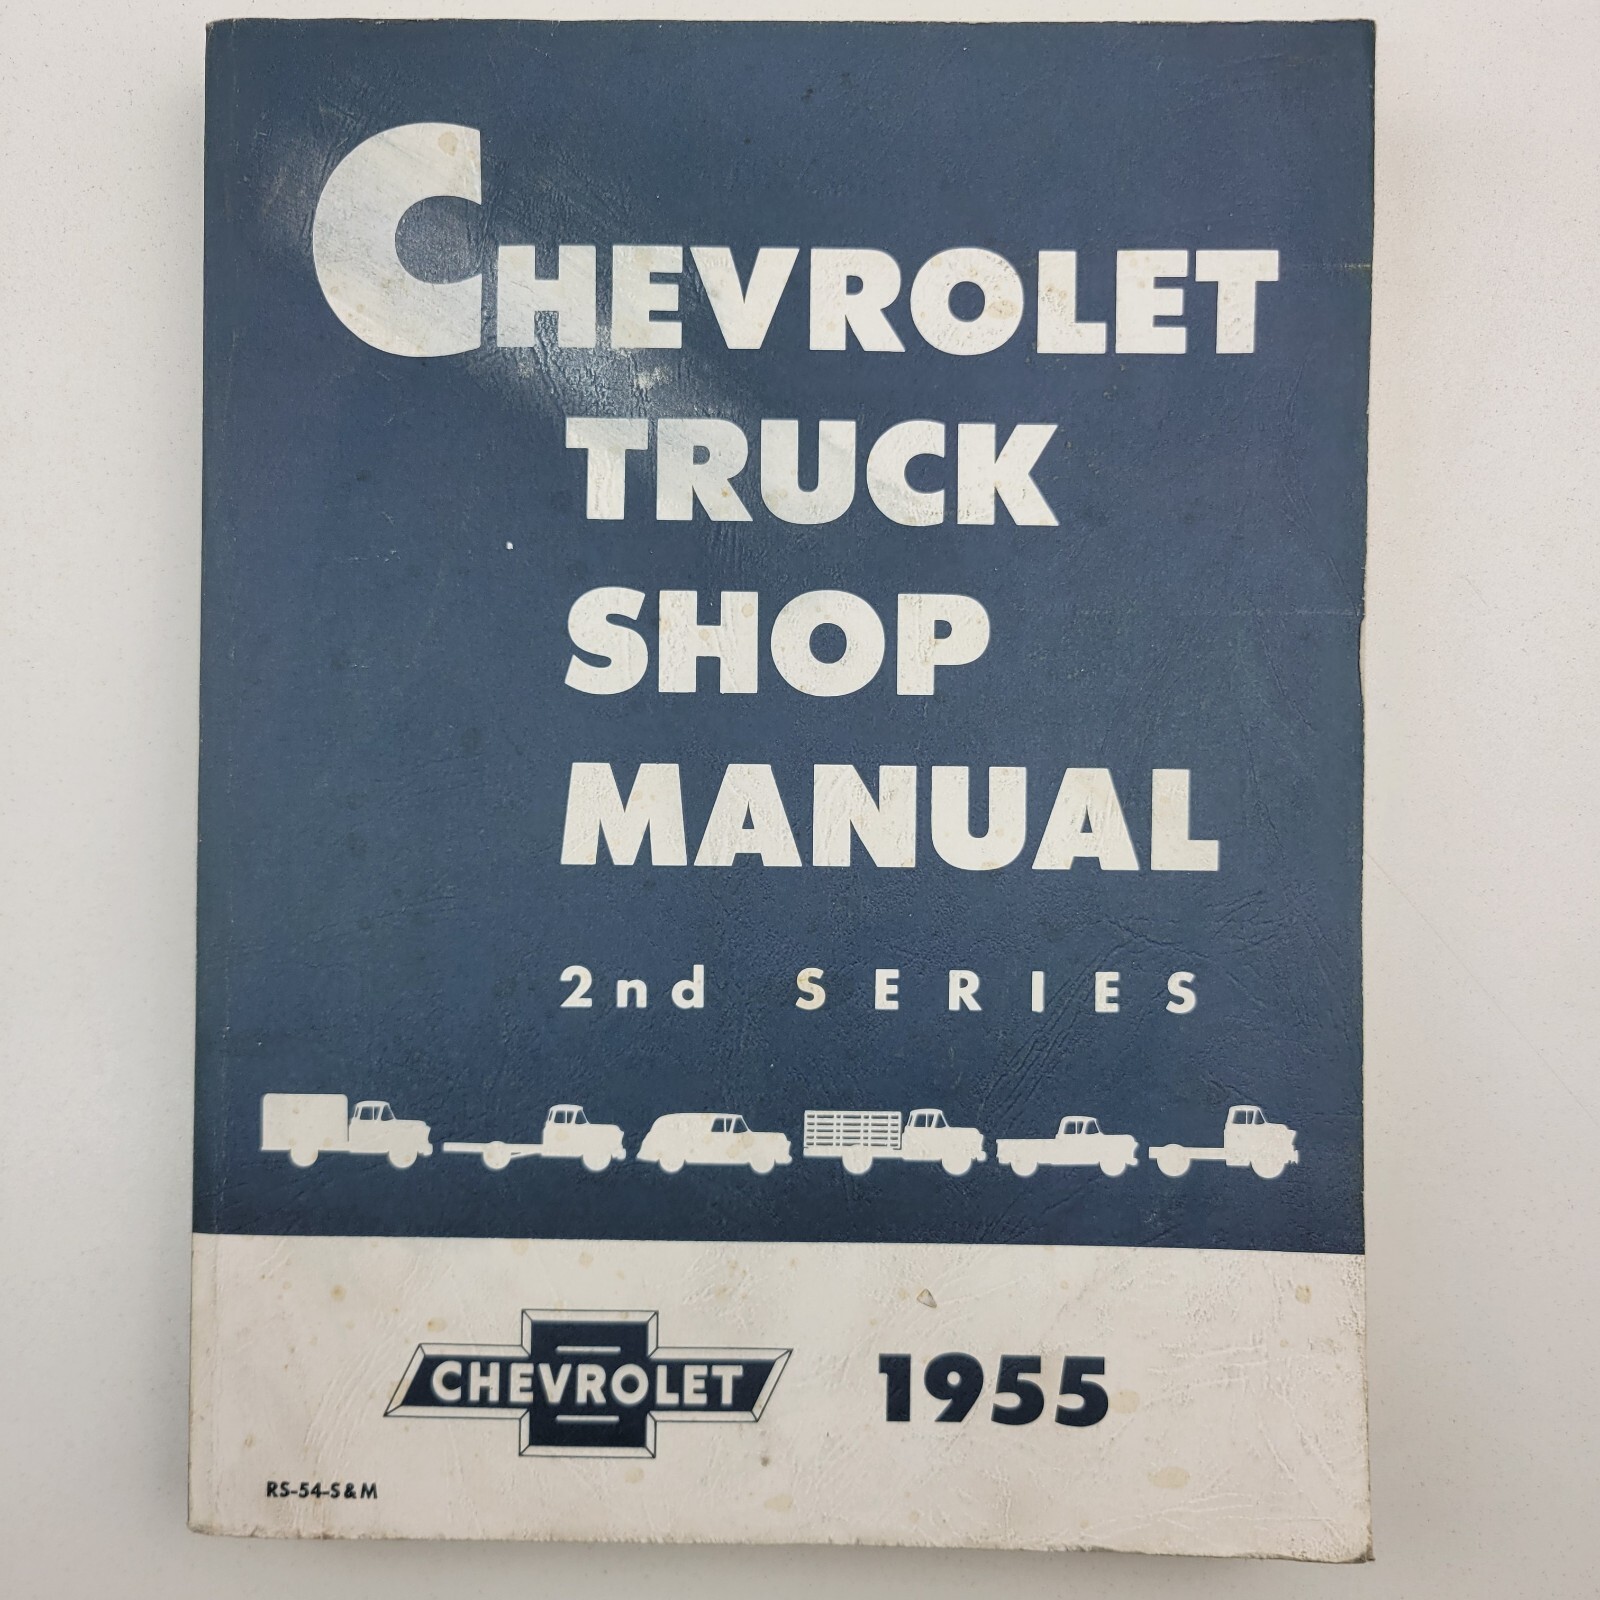 CHEVROLET
TRUCK
SHOP
MANUAL
2nd SERIES
CHEVROLET
1955
RS-54-S&M